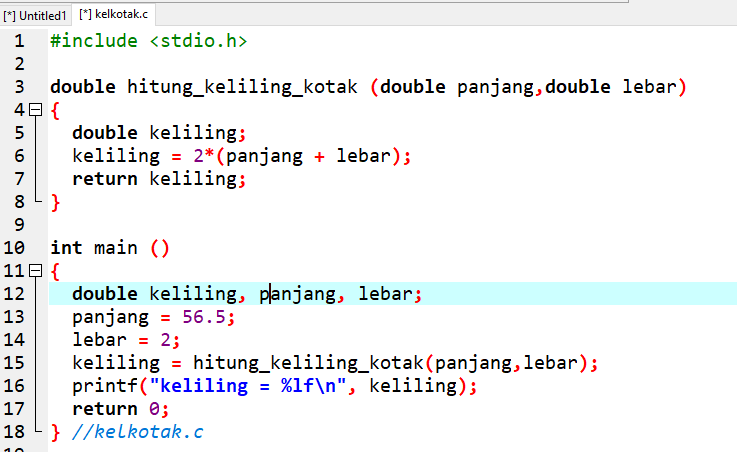 [*] Untitled1 [*] kelkotak.c
1 #include <stdio.h>
2
3 double hitung_keliling_kotak (double panjang,double lebar)
4 {
5 double keliling;
6 keliling = 2*(panjang + lebar);
7 return keliling;
8 }
9
10 int main ()
11 {
12 double keliling, panjang, lebar;
13 panjang = 56.5;
14 lebar = 2;
15 keliling = hitung_keliling_kotak(panjang,lebar);
16 printf("keliling = %lf\n", keliling);
17 return 0;
18 } //kelkotak.c